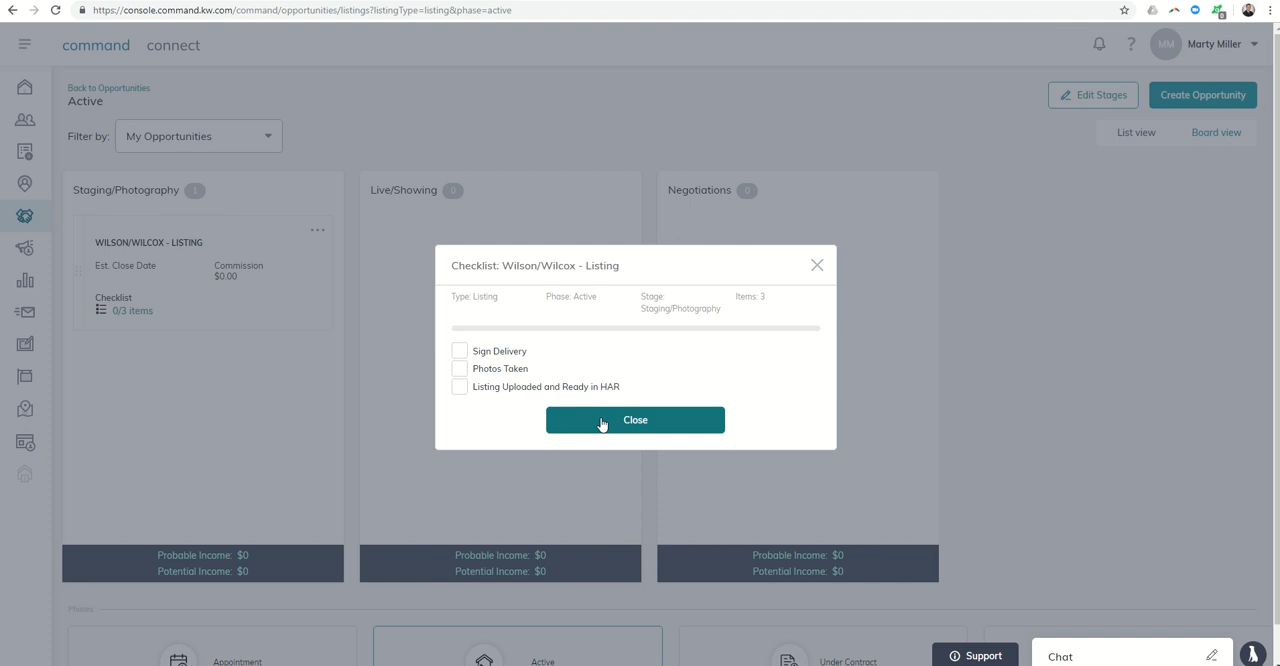 https://console.command.kw.com/command/opportunities/listings?listingType=listing&phase=active
0
command connect
? MM Marty Miller
Back to Opportunities
Active
Edit Stages
Create Opportunity
Filter by: My Opportunities
List view
Board view
Staging/Photography 1
Live/Showing 0
Negotiations 0
WILSON/WILCOX - LISTING
Est. Close Date
Commission
$0.00
Checklist
0/3 items
Checklist: Wilson/Wilcox - Listing
Type: Listing
Phase: Active
Stage:
Staging/Photography
Items: 3
Sign Delivery
Photos Taken
Listing Uploaded and Ready in HAR
Close
Probable Income: $0
Potential Income: $0
Probable Income: $0
Potential Income: $0
Probable Income: $0
Potential Income: $0
Phases
Appointment
Active
Under Contract
Support
Chat